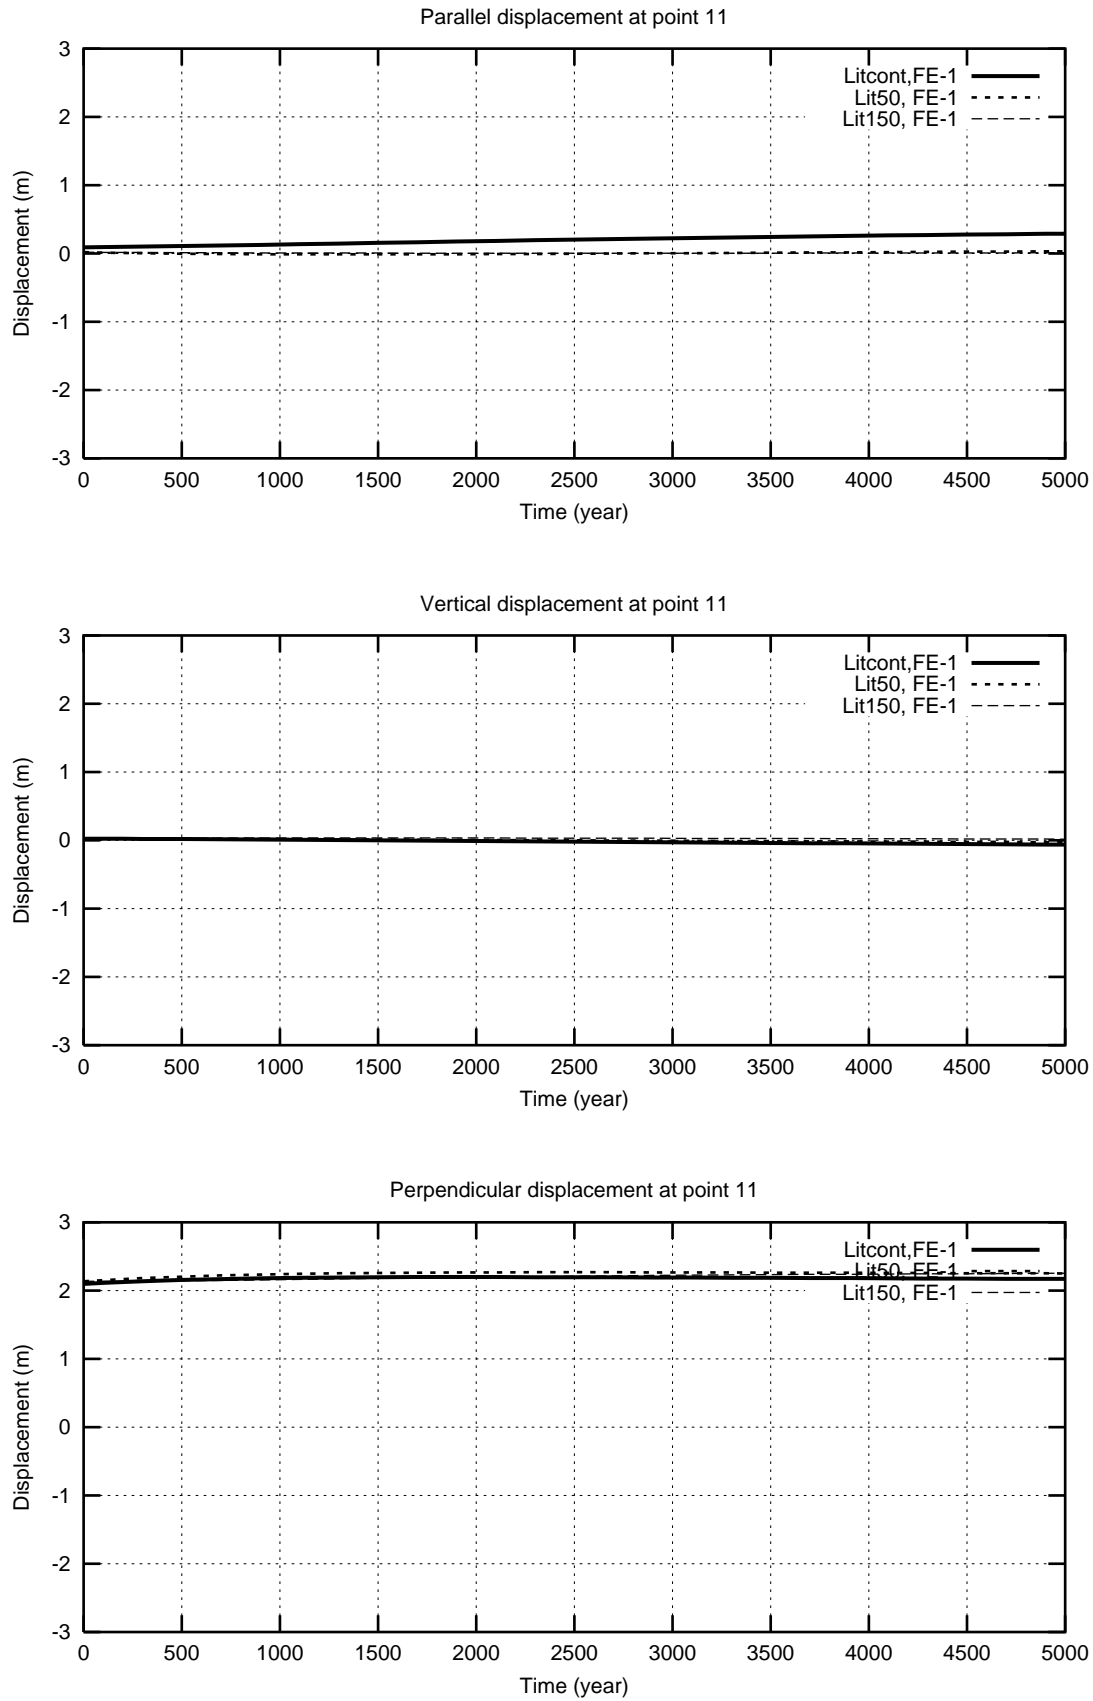 Parallel displacement at point 11
3
2
1
0
-1
-2
-3
Displacement (m)
Litcont,FE-1
Lit50, FE-1
Lit150, FE-1
0 500 1000 1500 2000 2500 3000 3500 4000 4500 5000
Time (year)
Vertical displacement at point 11
3
2
1
0
-1
-2
-3
Displacement (m)
Litcont,FE-1
Lit50, FE-1
Lit150, FE-1
0 500 1000 1500 2000 2500 3000 3500 4000 4500 5000
Time (year)
Perpendicular displacement at point 11
3
2
1
0
-1
-2
-3
Displacement (m)
Litcont,FE-1
Lit50, FE-1
Lit150, FE-1
0 500 1000 1500 2000 2500 3000 3500 4000 4500 5000
Time (year)